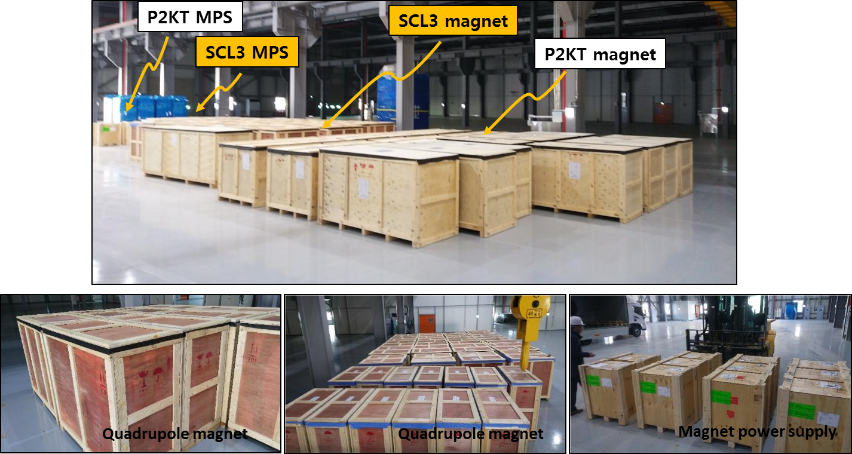 P2KT MPS
SCL3 MPS
SCL3 magnet
P2KT magnet
Quadrupole magnet
Quadrupole magnet
Magnet power supply